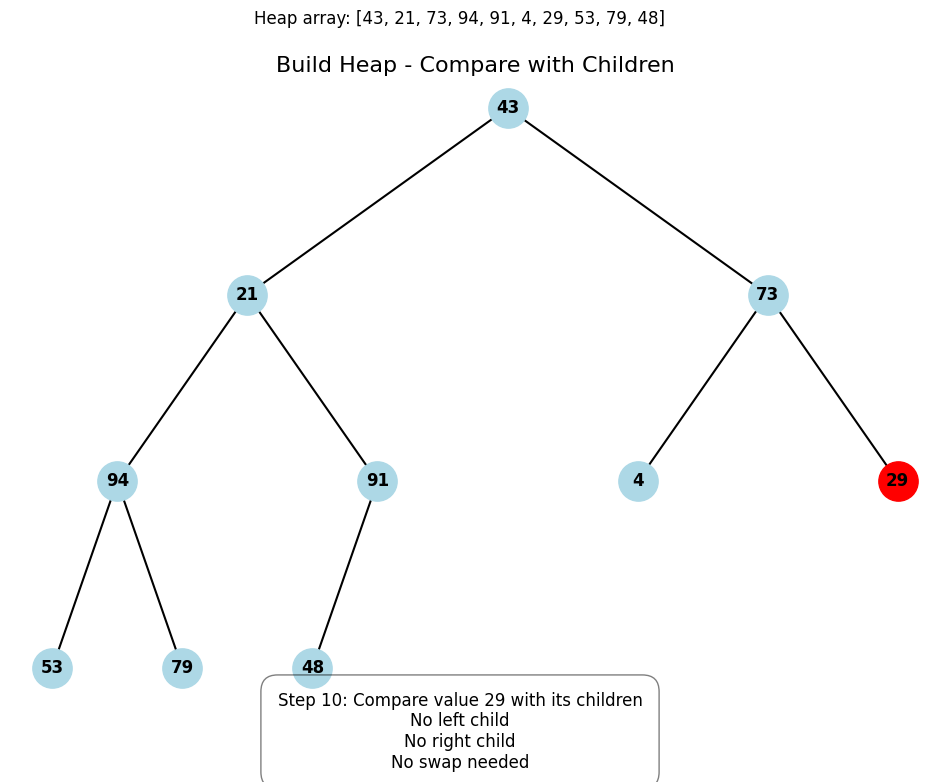 Heap array: [43, 21, 73, 94, 91, 4, 29, 53, 79, 48]
Build Heap - Compare with Children
43
21
73
94
91
4
29
53
79
48
Step 10: Compare value 29 with its children
No left child
No right child
No swap needed